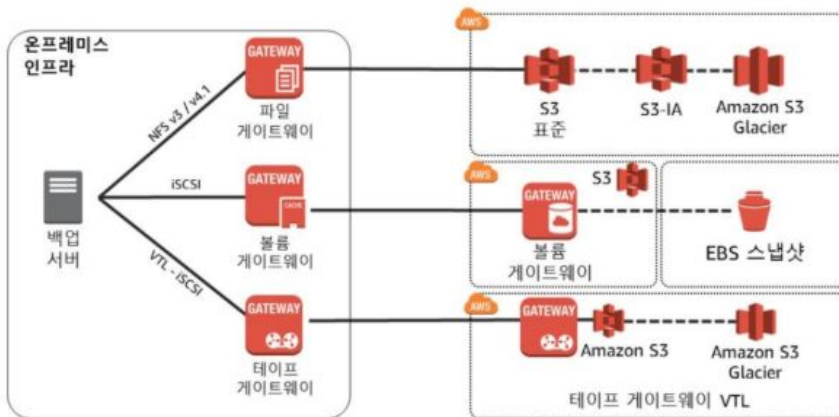 온프레미스
인프라
백업
서버
NFS v3 / v4.1
iSCSI
VTL - iSCSI
GATEWAY
파일
게이트웨이
GATEWAY
CACHE
볼륨
게이트웨이
GATEWAY
테이프
게이트웨이
AWS
S3
표준
S3-IA
Amazon S3
Glacier
AWS
S3
GATEWAY
볼륨
게이트웨이
EBS 스냅샷
AWS
GATEWAY
Amazon S3
Amazon S3
Glacier
테이프 게이트웨이 VTL